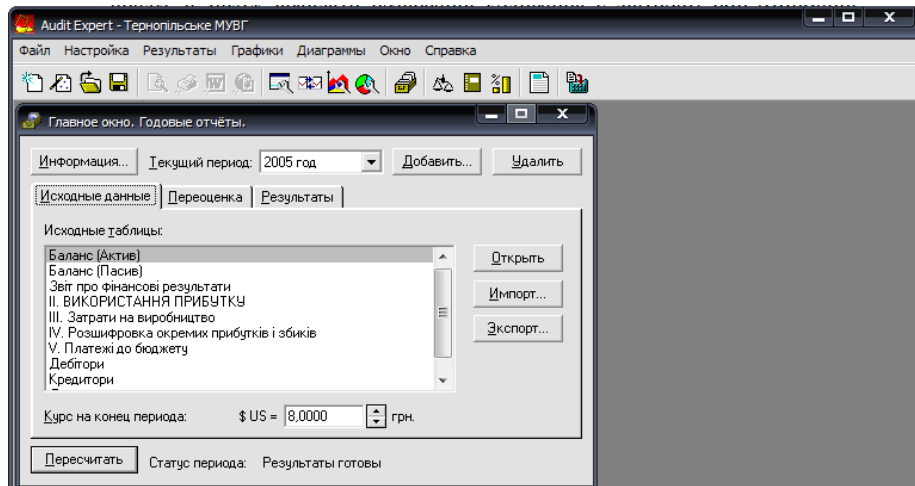 Audit Expert - Тернопільське МУВГ
Файл Настройка Результаты Графики Диаграммы Окно Справка
Главное окно. Годовые отчёты.
Информация... Текущий период: 2005 год Добавить... Удалить
Исходные данные Переоценка Результаты
Исходные таблицы:
Баланс (Актив)
Открыть
Баланс (Пасив)
Звіт про фінансові результати
II. ВИКОРИСТАННЯ ПРИБУТКУ
Импорт...
III. Затрати на виробництво
IV. Розшифровка окремих прибутків і збиків
Экспорт...
V. Платежі до бюджету
Дебітори
Кредитори
Курс на конец периода: $ US = 8,0000 грн.
Пересчитать Статус периода: Результаты готовы